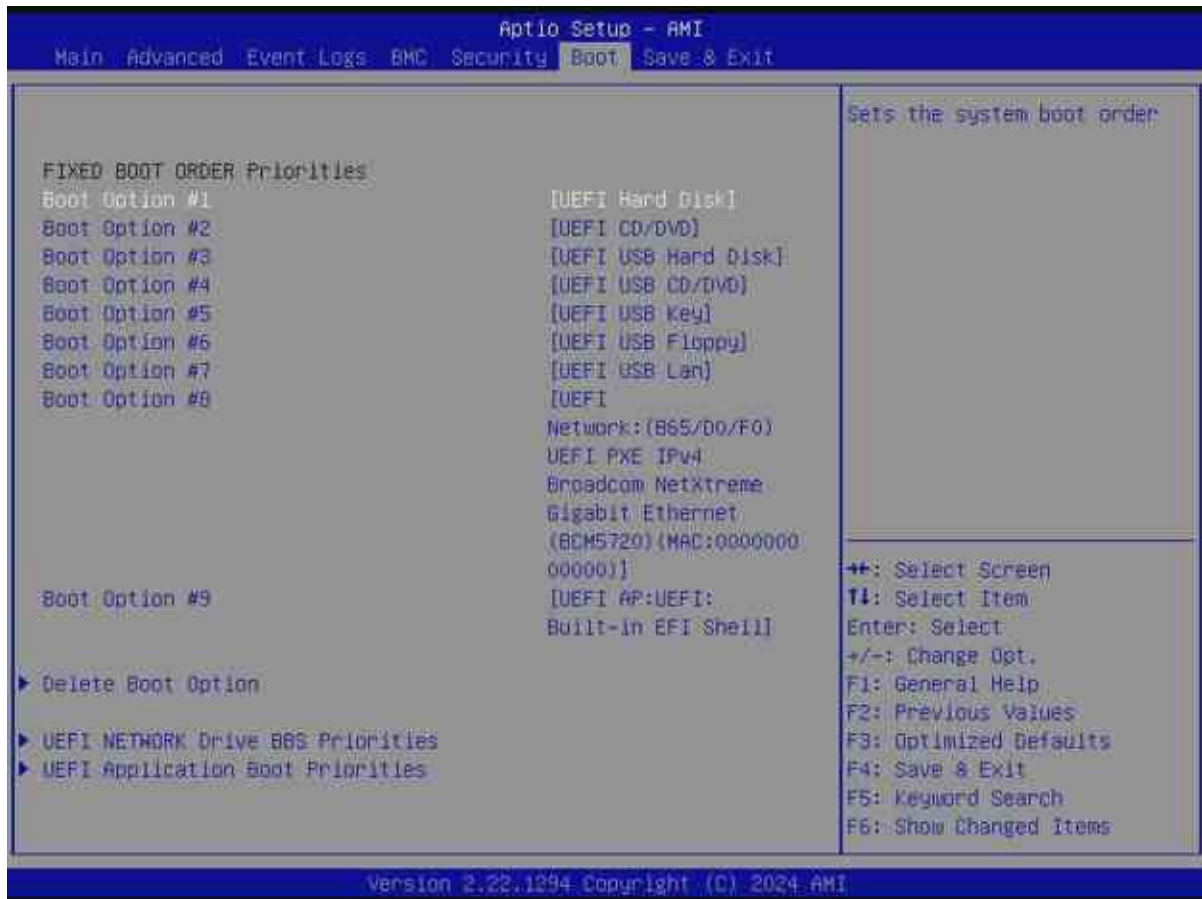 Aptio Setup – AMI
Main Advanced Event Logs BMC Security Boot Save & Exit
Sets the system boot order
FIXED BOOT ORDER Priorities
Boot Option #1 [UEFI Hard Disk]
Boot Option #2 [UEFI CD/DVD]
Boot Option #3 [UEFI USB Hard Disk]
Boot Option #4 [UEFI USB CD/DVD]
Boot Option #5 [UEFI USB Key]
Boot Option #6 [UEFI USB Floppy]
Boot Option #7 [UEFI USB Lan]
Boot Option #8 [UEFI
Network:(B65/D0/F0)
UEFI PXE IPv4
Broadcom NetXtreme
Gigabit Ethernet
(BCM5720)(MAC:0000000
00000)]
Boot Option #9 [UEFI AP:UEFI:
Built-in EFI Shell]
▶ Delete Boot Option
▶ UEFI NETWORK Drive BBS Priorities
▶ UEFI Application Boot Priorities
→←: Select Screen
↑↓: Select Item
Enter: Select
+/-: Change Opt.
F1: General Help
F2: Previous Values
F3: Optimized Defaults
F4: Save & Exit
F5: Keyword Search
F6: Show Changed Items
Version 2.22.1294 Copyright (C) 2024 AMI